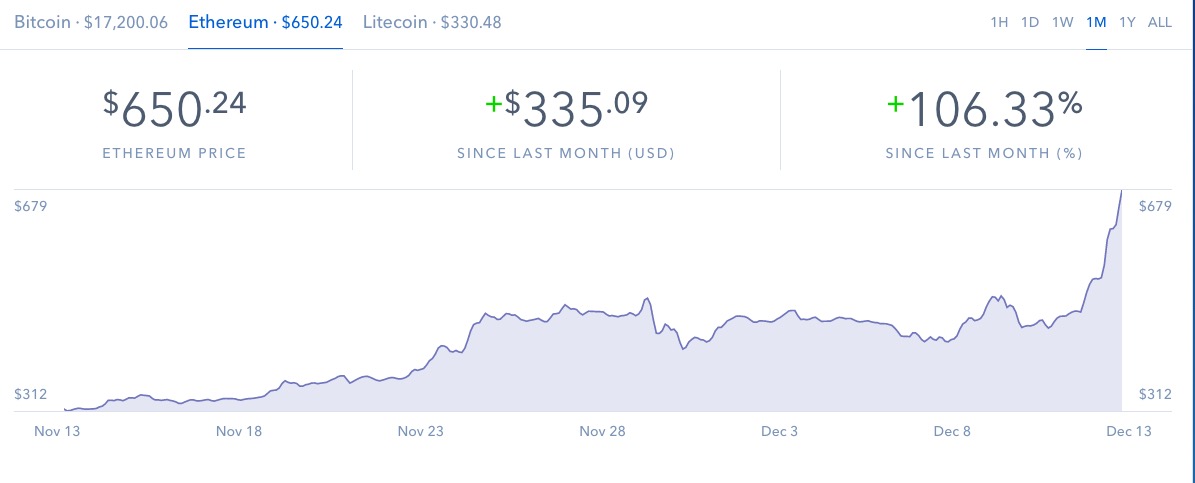 Bitcoin · $17,200.06 Ethereum · $650.24 Litecoin · $330.48 1H 1D 1W 1M 1Y ALL
$650.24 +$335.09 +106.33%
ETHEREUM PRICE SINCE LAST MONTH (USD) SINCE LAST MONTH (%)
$679 $679
$312 $312
Nov 13 Nov 18 Nov 23 Nov 28 Dec 3 Dec 8 Dec 13